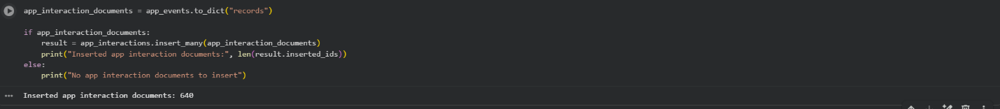 app_interaction_documents = app_events.to_dict("records")

if app_interaction_documents:
    result = app_interactions.insert_many(app_interaction_documents)
    print("Inserted app interaction documents:", len(result.inserted_ids))
else:
    print("No app interaction documents to insert")
Inserted app interaction documents: 640